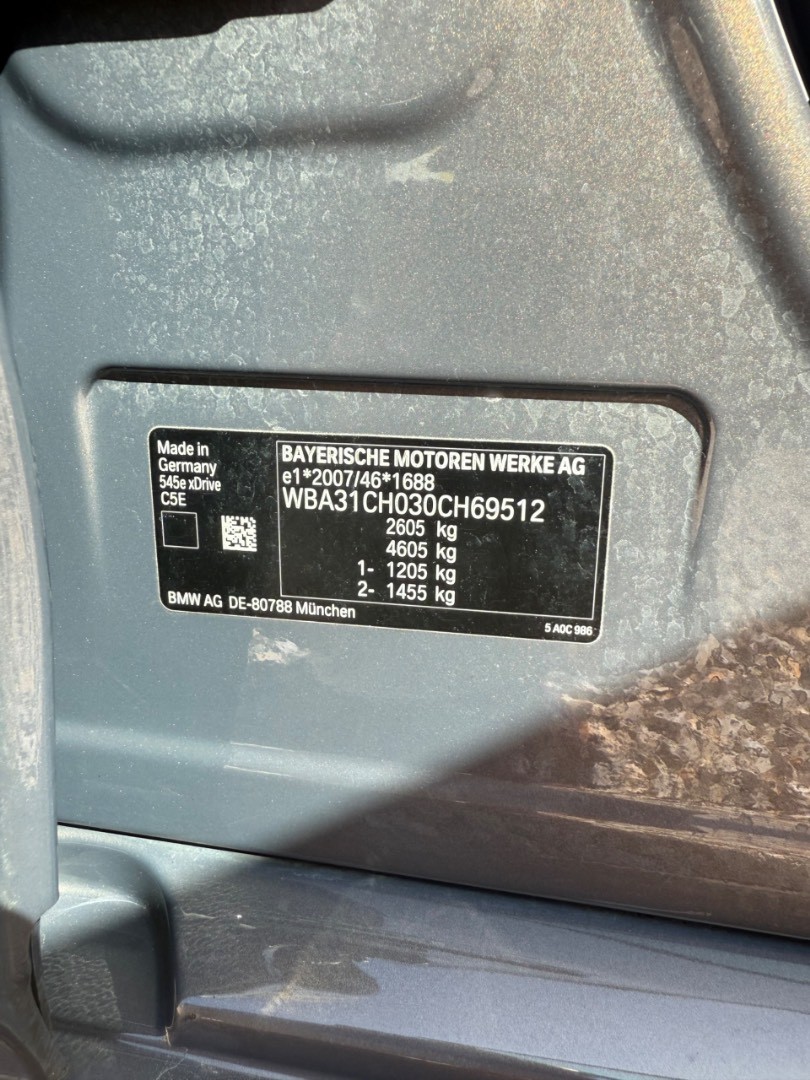 Made in
Germany
545e xDrive
C5E
BMW AG DE-80788 München
BAYERISCHE MOTOREN WERKE AG
e1*2007/46*1688
WBA31CH030CH69512
2605 kg
4605 kg
1- 1205 kg
2- 1455 kg
5 A0C 986